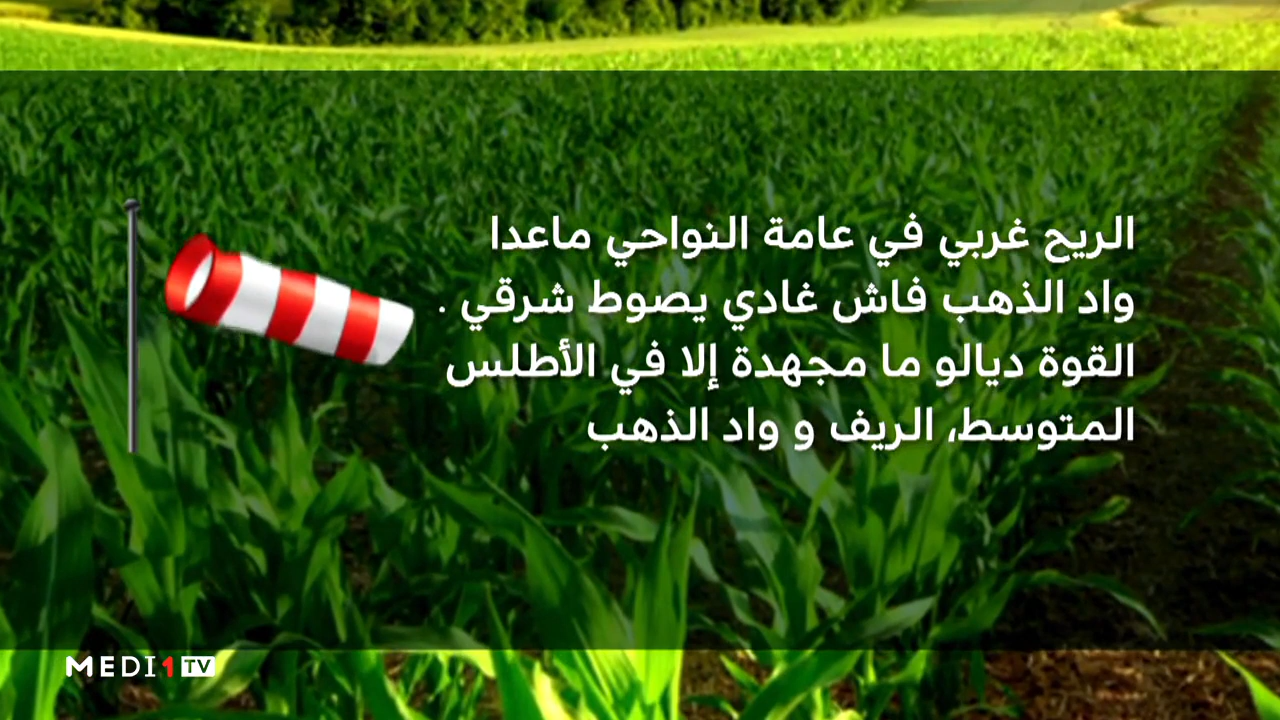 الريح غربي في عامة النواحي ماعدا
واد الذهب فاش غادي يصوط شرقي .
القوة ديالو ما مجهدة إلا في الأطلس
المتوسط، الريف و واد الذهب
MEDI1TV